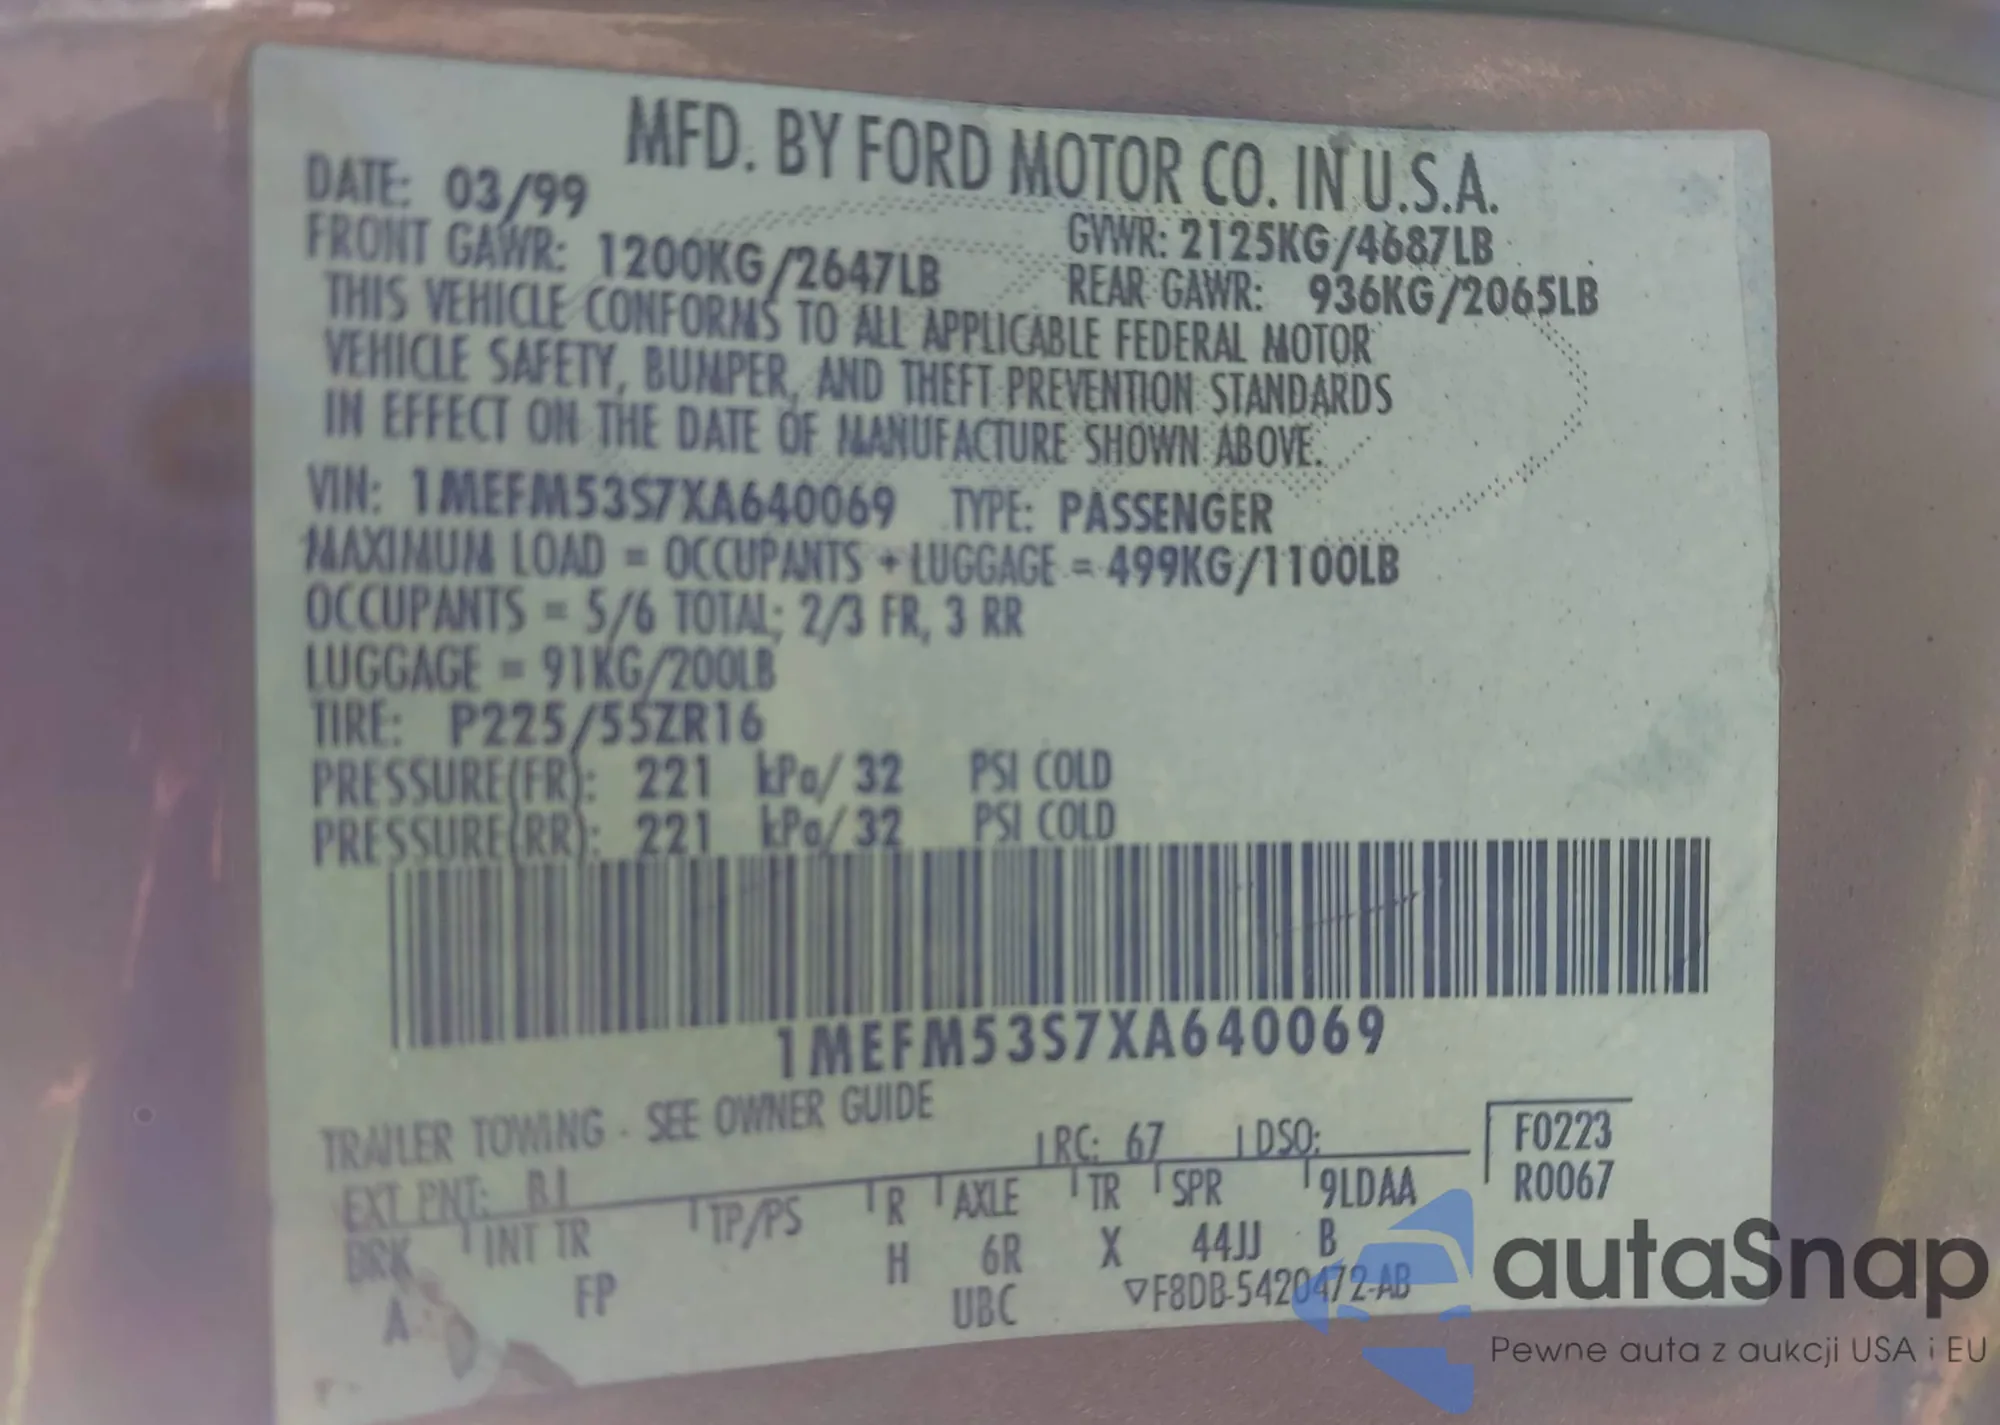 MFD. BY FORD MOTOR CO. IN U.S.A.
DATE: 03/99
GVWR: 2125KG/4687LB
FRONT GAWR: 1200KG/2647LB
REAR GAWR: 936KG/2065LB
THIS VEHICLE CONFORMS TO ALL APPLICABLE FEDERAL MOTOR
VEHICLE SAFETY, BUMPER, AND THEFT PREVENTION STANDARDS
IN EFFECT ON THE DATE OF MANUFACTURE SHOWN ABOVE.
VIN: 1MEFM53S7XA640069 TYPE: PASSENGER
MAXIMUM LOAD = OCCUPANTS + LUGGAGE = 499KG/1100LB
OCCUPANTS = 5/6 TOTAL; 2/3 FR, 3 RR
LUGGAGE = 91KG/200LB
TIRE: P225/55ZR16
PRESSURE(FR): 221 kPa/ 32 PSI COLD
PRESSURE(RR): 221 kPa/ 32 PSI COLD
1MEFM53S7XA640069
TRAILER TOWING - SEE OWNER GUIDE
RC: 67 DSO:
F0223
R0067
EXT PNT:
BRK INT TR TP/PS R AXLE TR SPR 9LDAA
A FP H 6R X 44JJ B
UBC ▽F8DB-5420472-AB
autaSnap
Pewne auta z aukcji USA i EU